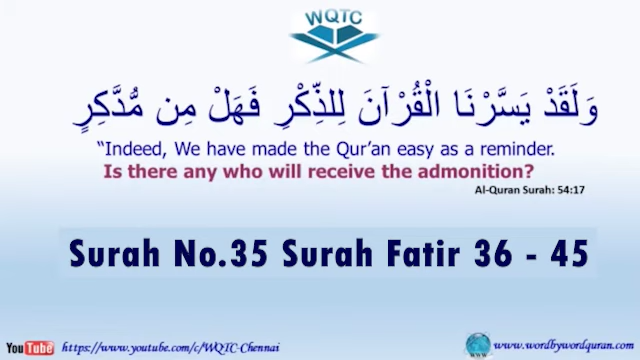 WQTC
وَلَقَدْ يَسَّرْنَا الْقُرْآنَ لِلذِّكْرِ فَهَلْ مِن مُّدَّكِرٍ
“Indeed, We have made the Qur’an easy as a reminder.
Is there any who will receive the admonition?
Al-Quran Surah: 54:17
Surah No.35 Surah Fatir 36 - 45
YouTube https://www.youtube.com/c/WQTC-Chennai
www.wordbywordquran.com